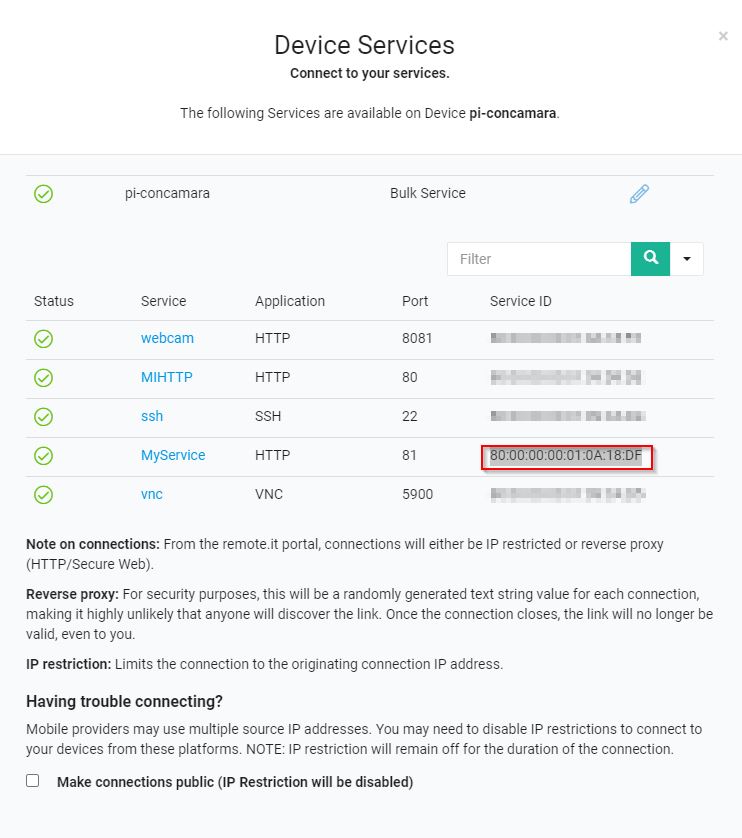 ×
Device Services
Connect to your services.
The following Services are available on Device pi-concamara.
pi-concamara Bulk Service
Filter
Status Service Application Port Service ID
webcam HTTP 8081
MIHTTP HTTP 80
ssh SSH 22
MyService HTTP 81 80:00:00:00:01:0A:18:DF
vnc VNC 5900
Note on connections: From the remote.it portal, connections will either be IP restricted or reverse proxy
(HTTP/Secure Web).
Reverse proxy: For security purposes, this will be a randomly generated text string value for each connection,
making it highly unlikely that anyone will discover the link. Once the connection closes, the link will no longer be
valid, even to you.
IP restriction: Limits the connection to the originating connection IP address.
Having trouble connecting?
Mobile providers may use multiple source IP addresses. You may need to disable IP restrictions to connect to
your devices from these platforms. NOTE: IP restriction will remain off for the duration of the connection.
Make connections public (IP Restriction will be disabled)